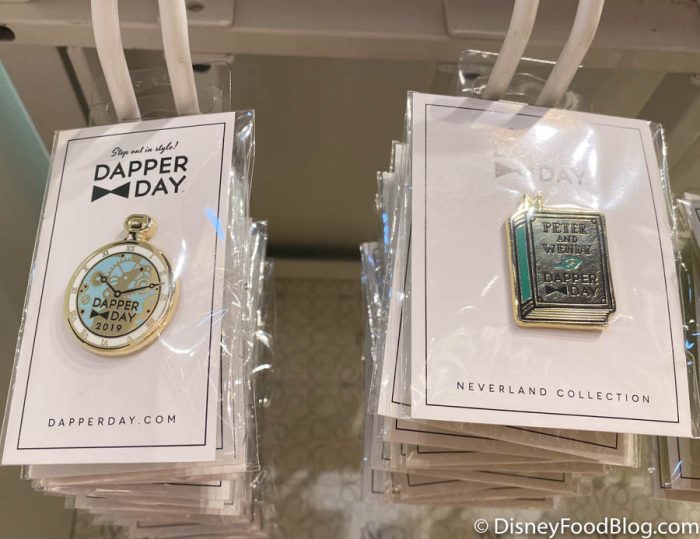 Step out in style!
DAPPER
DAY
XII
DAPPER
DAY
2019
DAPPERDAY.COM
DAY
PETER
AND
WENDY
DAPPER
DAY
NEVERLAND COLLECTION
© DisneyFoodBlog.com